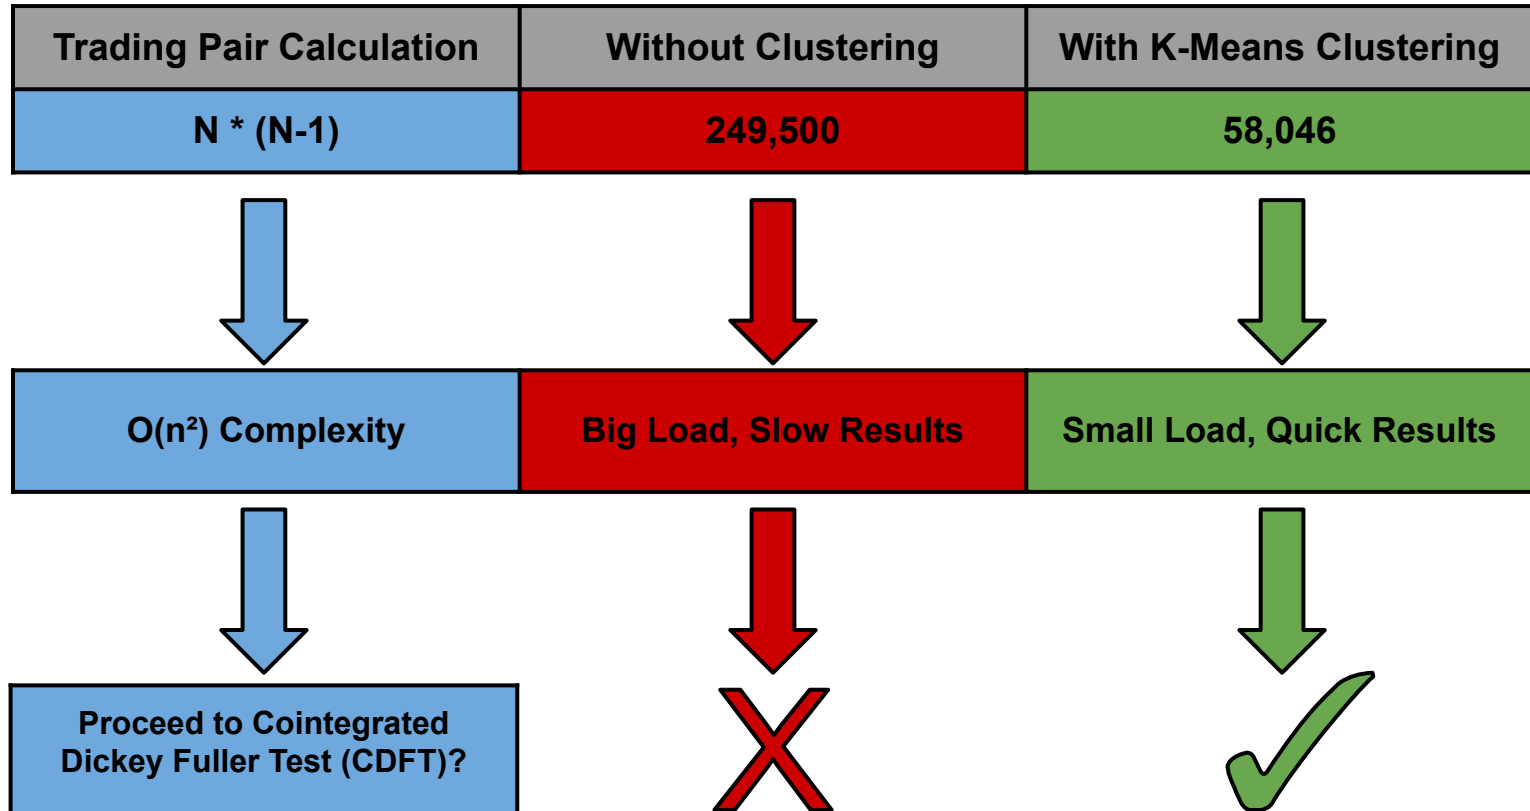 Trading Pair Calculation
Without Clustering
With K-Means Clustering
N * (N-1)
249,500
58,046
O(n²) Complexity
Big Load, Slow Results
Small Load, Quick Results
Proceed to Cointegrated
Dickey Fuller Test (CDFT)?